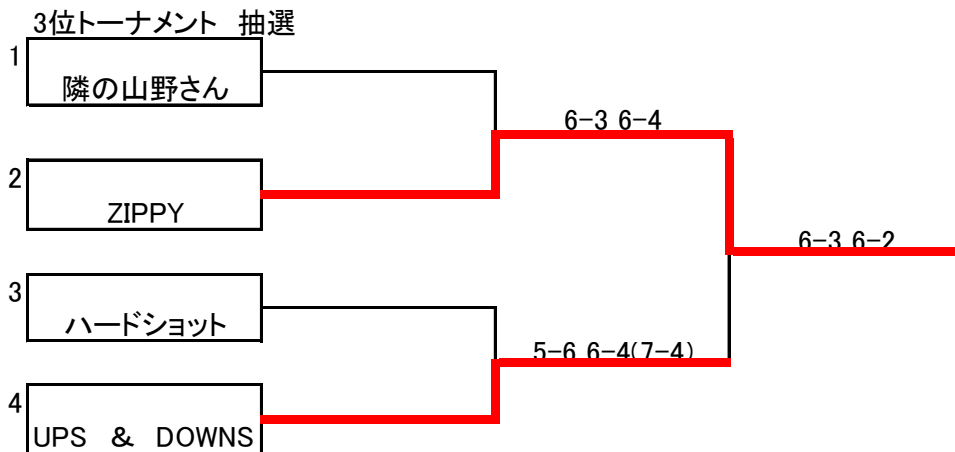 3位トーナメント 抽選
1
隣の山野さん
6-3 6-4
2
ZIPPY
6-3 6-2
3
ハードショット
5-6 6-4(7-4)
4
UPS & DOWNS